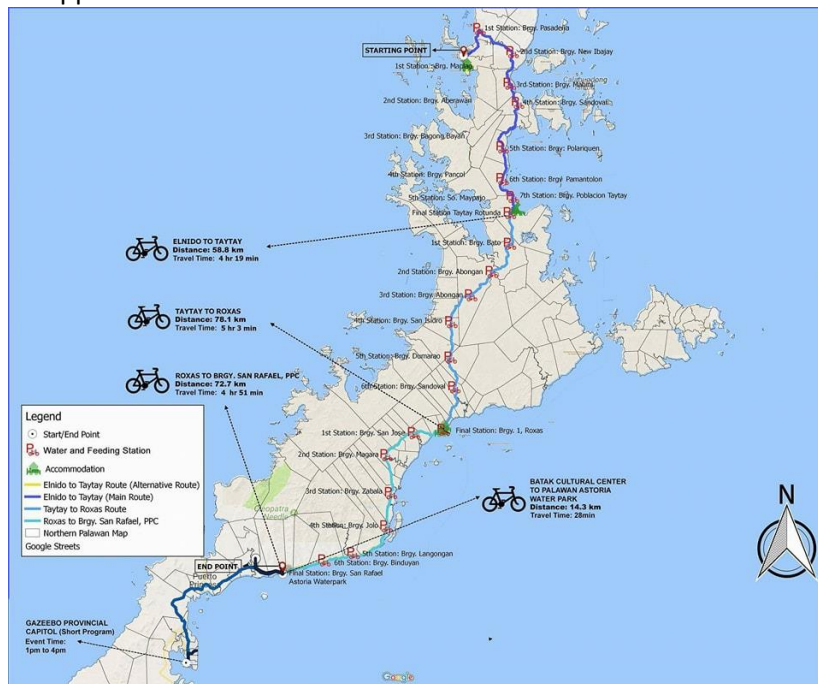 1st Station: Brgy. Pasadeña
STARTING POINT
2nd Station: Brgy. New Ibajay
1st Station: Brg. Maglao
3rd Station: Brgy. Mabini
2nd Station: Brgy. Aberawan
4th Station: Brgy. Sandoval
3rd Station: Brgy. Bagong Bayan
5th Station: Brgy. Polariquen
4th Station: Brgy. Pancol
6th Station: Brgy Pamantolon
5th Station: So. Maypajo
7th Station: Brgy. Poblacion Taytay
Final Station Taytay Rotunda
ELNIDO TO TAYTAY
Distance: 58.8 km
Travel Time: 4 hr 19 min
1st Station: Brgy. Bato
2nd Station: Brgy. Abongan
3rd Station: Brgy. Abongan
TAYTAY TO ROXAS
Distance: 78.1 km
Travel Time: 5 hr 3 min
4th Station: Brgy. San Isidro
5th Station: Brgy. Dumarao
ROXAS TO BRGY. SAN RAFAEL, PPC
Distance: 72.7 km
Travel Time: 4 hr 51 min
6th Station: Brgy. Sandoval
Legend
Start/End Point
Water and Feeding Station
Accommodation
Elnido to Taytay Route (Alternative Route)
Elnido to Taytay (Main Route)
Taytay to Roxas Route
Roxas to Brgy. San Rafael, PPC
Northern Palawan Map
Google Streets
1st Station: Brgy. San Jose
Final Station: Brgy. 1, Roxas
2nd Station: Brgy. Magara
3rd Station: Brgy. Zabala
Cleopatra
Needle
BATAK CULTURAL CENTER
TO PALAWAN ASTORIA
WATER PARK
Distance: 14.3 km
Travel Time: 28min
N
4th Station: Brgy. Jolo
5th Station: Brgy. Langongan
6th Station: Brgy. Binduyan
END POINT
Final Station: Brgy. San Rafael
Astoria Waterpark
Puerto
GAZEEBO PROVINCIAL
CAPITOL (Short Program)
Event Time:
1pm to 4pm
Google